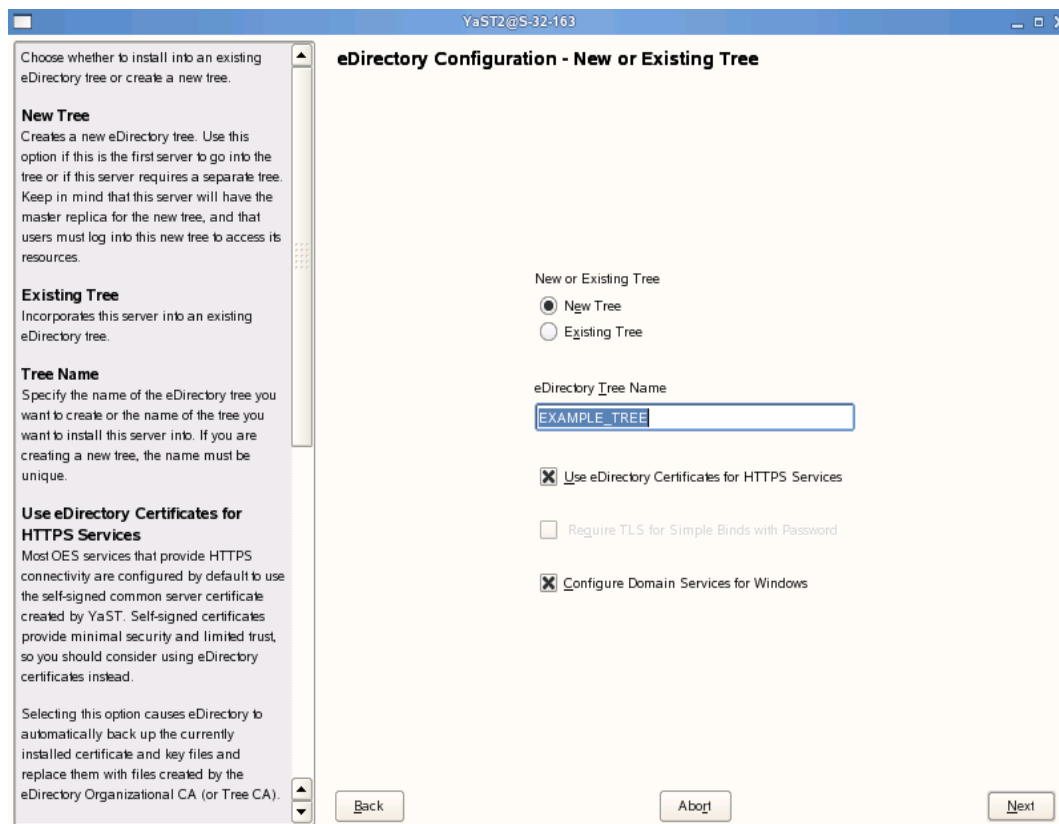 YaST2@S-32-163
Choose whether to install into an existing
eDirectory tree or create a new tree.
New Tree
Creates a new eDirectory tree. Use this
option if this is the first server to go into the
tree or if this server requires a separate tree.
Keep in mind that this server will have the
master replica for the new tree, and that
users must log into this new tree to access its
resources.
Existing Tree
Incorporates this server into an existing
eDirectory tree.
Tree Name
Specify the name of the eDirectory tree you
want to create or the name of the tree you
want to install this server into. If you are
creating a new tree, the name must be
unique.
Use eDirectory Certificates for
HTTPS Services
Most OES services that provide HTTPS
connectivity are configured by default to use
the self-signed common server certificate
created by YaST. Self-signed certificates
provide minimal security and limited trust,
so you should consider using eDirectory
certificates instead.
Selecting this option causes eDirectory to
automatically back up the currently
installed certificate and key files and
replace them with files created by the
eDirectory Organizational CA (or Tree CA).
eDirectory Configuration - New or Existing Tree
New or Existing Tree
New Tree
Existing Tree
eDirectory Tree Name
EXAMPLE_TREE
Use eDirectory Certificates for HTTPS Services
Require TLS for Simple Binds with Password
Configure Domain Services for Windows
Back
Abort
Next